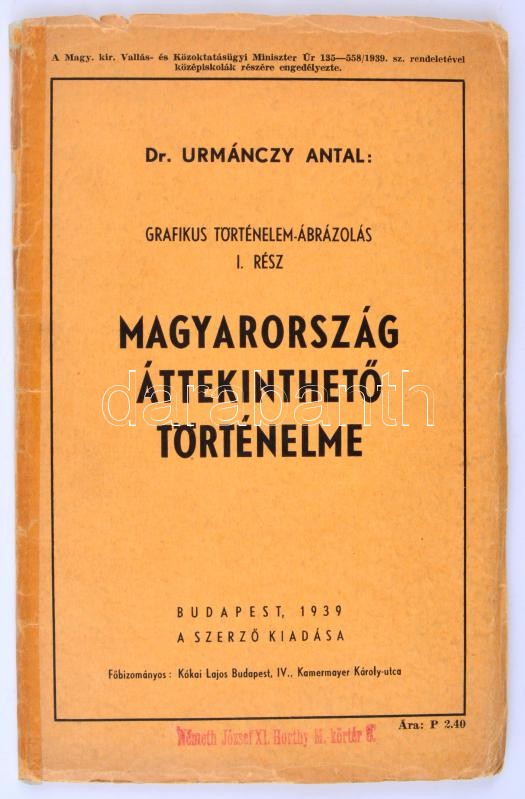 A Magy. kir. Vallás- és Közoktatásügyi Miniszter Úr 135—558/1939. sz. rendeletével
középiskolák részére engedélyezte.
Dr. URMÁNCZY ANTAL:
GRAFIKUS TÖRTÉNELEM-ÁBRÁZOLÁS
I. RÉSZ
MAGYARORSZÁG
ÁTTEKINTHETŐ
darabanth
TÖRTÉNELME
BUDAPEST, 1939
A SZERZŐ KIADÁSA
Főbizományos: Kókai Lajos Budapest, IV., Kamermayer Károly-utca
Ára: P 2.40
Németh József XI. Horthy M. körtér